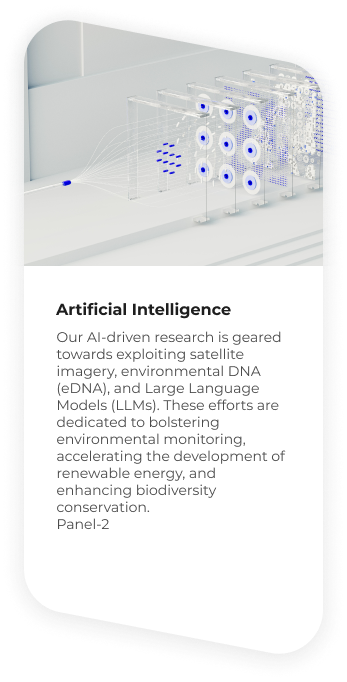 Artificial Intelligence
Our AI-driven research is geared
towards exploiting satellite
imagery, environmental DNA
(eDNA), and Large Language
Models (LLMs). These efforts are
dedicated to bolstering
environmental monitoring,
accelerating the development of
renewable energy, and
enhancing biodiversity
conservation.
Panel-2